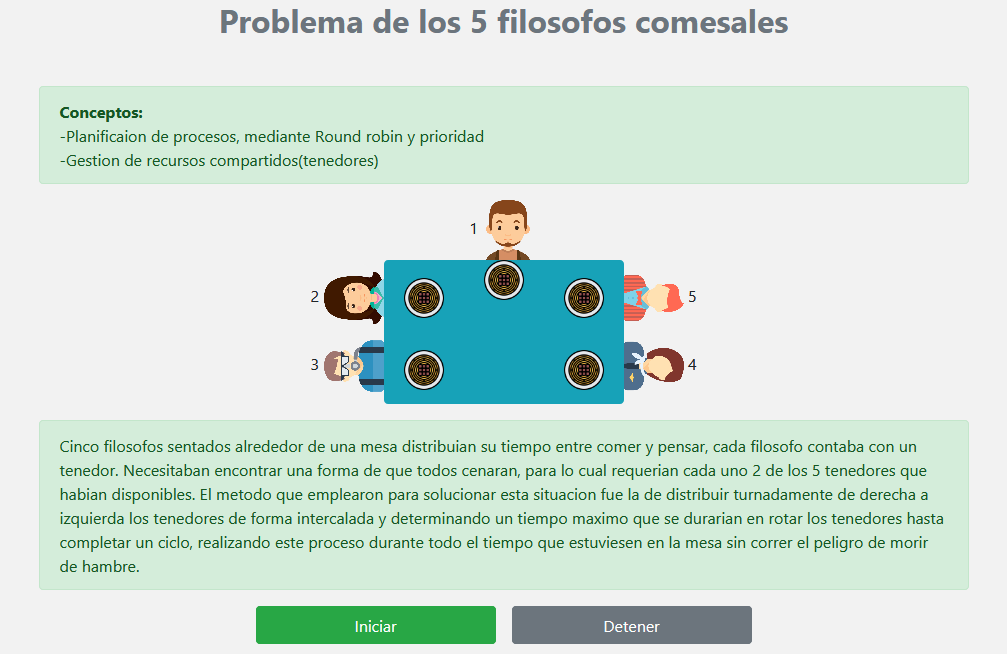 Problema de los 5 filosofos comesales
Conceptos:
-Planificaion de procesos, mediante Round robin y prioridad
-Gestion de recursos compartidos(tenedores)
1
2
5
3
4
Cinco filosofos sentados alrededor de una mesa distribuian su tiempo entre comer y pensar, cada filosofo contaba con un
tenedor. Necesitaban encontrar una forma de que todos cenaran, para lo cual requerian cada uno 2 de los 5 tenedores que
habian disponibles. El metodo que emplearon para solucionar esta situacion fue la de distribuir turnadamente de derecha a
izquierda los tenedores de forma intercalada y determinando un tiempo maximo que se durarian en rotar los tenedores hasta
completar un ciclo, realizando este proceso durante todo el tiempo que estuviesen en la mesa sin correr el peligro de morir
de hambre.
Iniciar
Detener